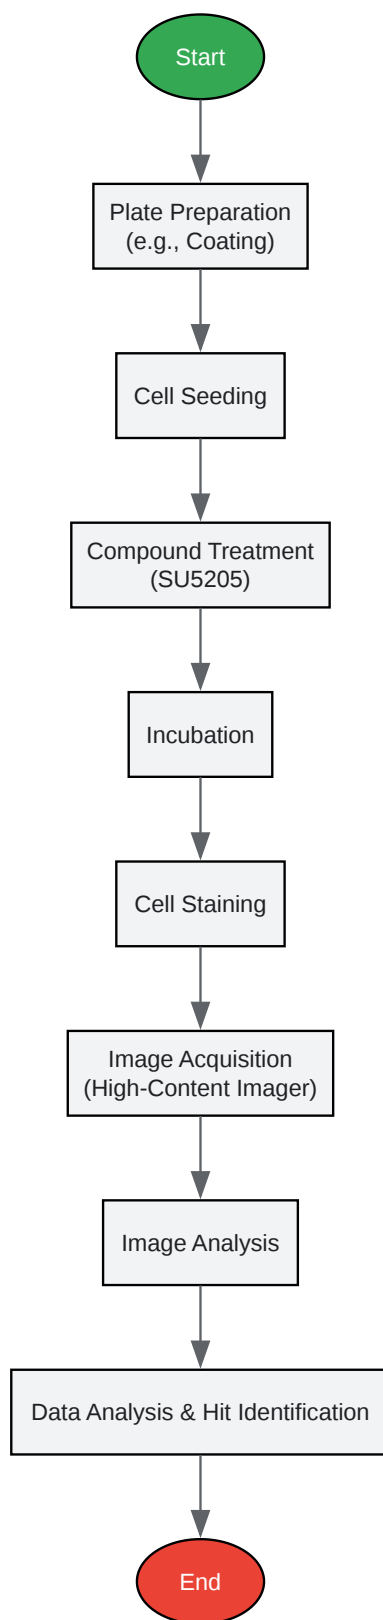 Start
Plate Preparation
(e.g., Coating)
Cell Seeding
Compound Treatment
(SU5205)
Incubation
Cell Staining
Image Acquisition
(High-Content Imager)
Image Analysis
Data Analysis & Hit Identification
End